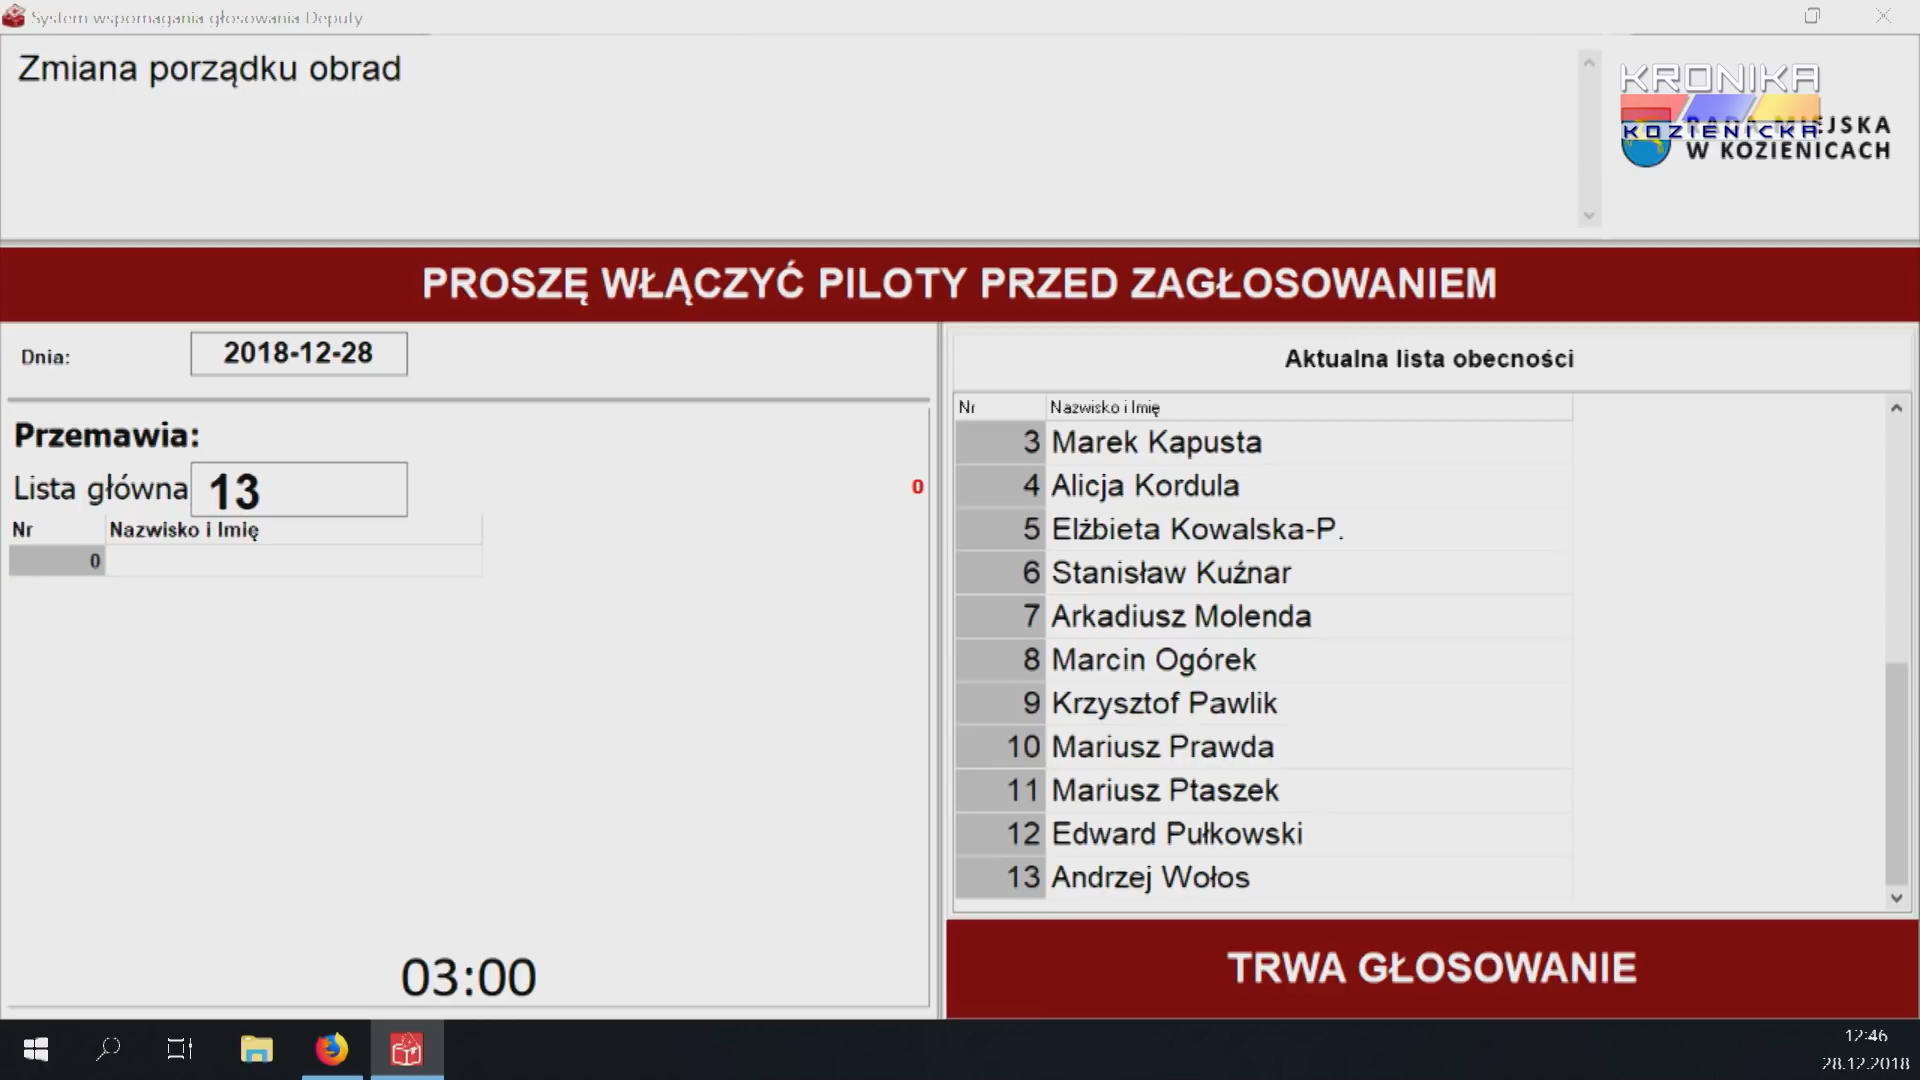 System wspomagania głosowania Deputy
Zmiana porządku obrad
KRONIKA
KOZIENICKA
RADA MIEJSKA
W KOZIENICACH
PROSZĘ WŁĄCZYĆ PILOTY PRZED ZAGŁOSOWANIEM
Dnia: 2018-12-28
Przemawia:
Lista główna 13 0
Nr Nazwisko i Imię
0
03:00
Aktualna lista obecności
Nr Nazwisko i Imię
3 Marek Kapusta
4 Alicja Kordula
5 Elżbieta Kowalska-P.
6 Stanisław Kuźnar
7 Arkadiusz Molenda
8 Marcin Ogórek
9 Krzysztof Pawlik
10 Mariusz Prawda
11 Mariusz Ptaszek
12 Edward Pułkowski
13 Andrzej Wołos
TRWA GŁOSOWANIE
12:46
28.12.2018